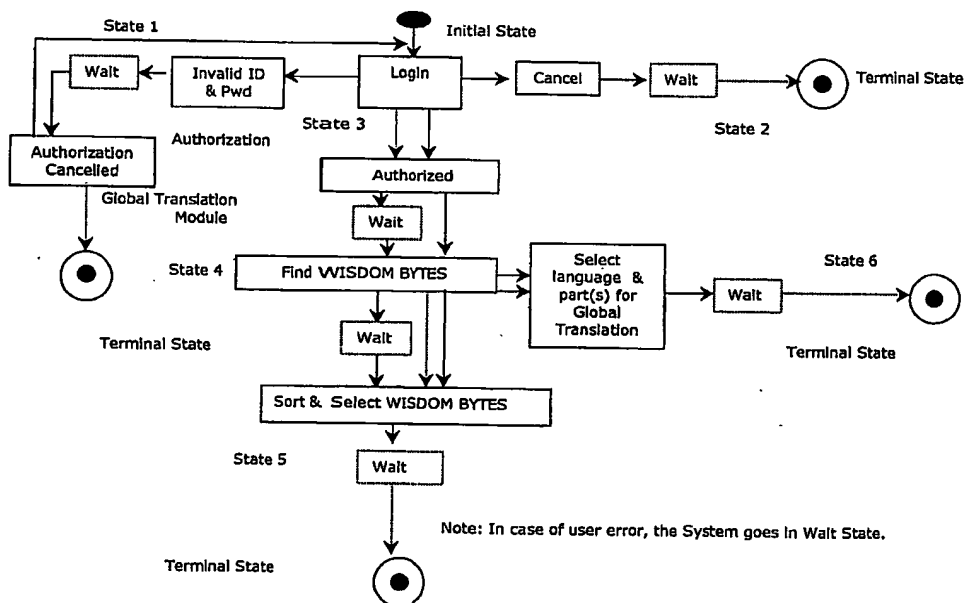 State 1
Initial State
Wait
Invalid ID
& Pwd
Login
Cancel
Wait
Terminal State
State 3
State 2
Authorization
Authorization
Cancelled
Authorized
Global Translation
Module
Wait
State 4
Find WISDOM BYTES
Select
language &
part(s) for
Global
Translation
State 6
Wait
Terminal State
Wait
Terminal State
Sort & Select WISDOM BYTES
State 5
Wait
Note: In case of user error, the System goes in Wait State.
Terminal State